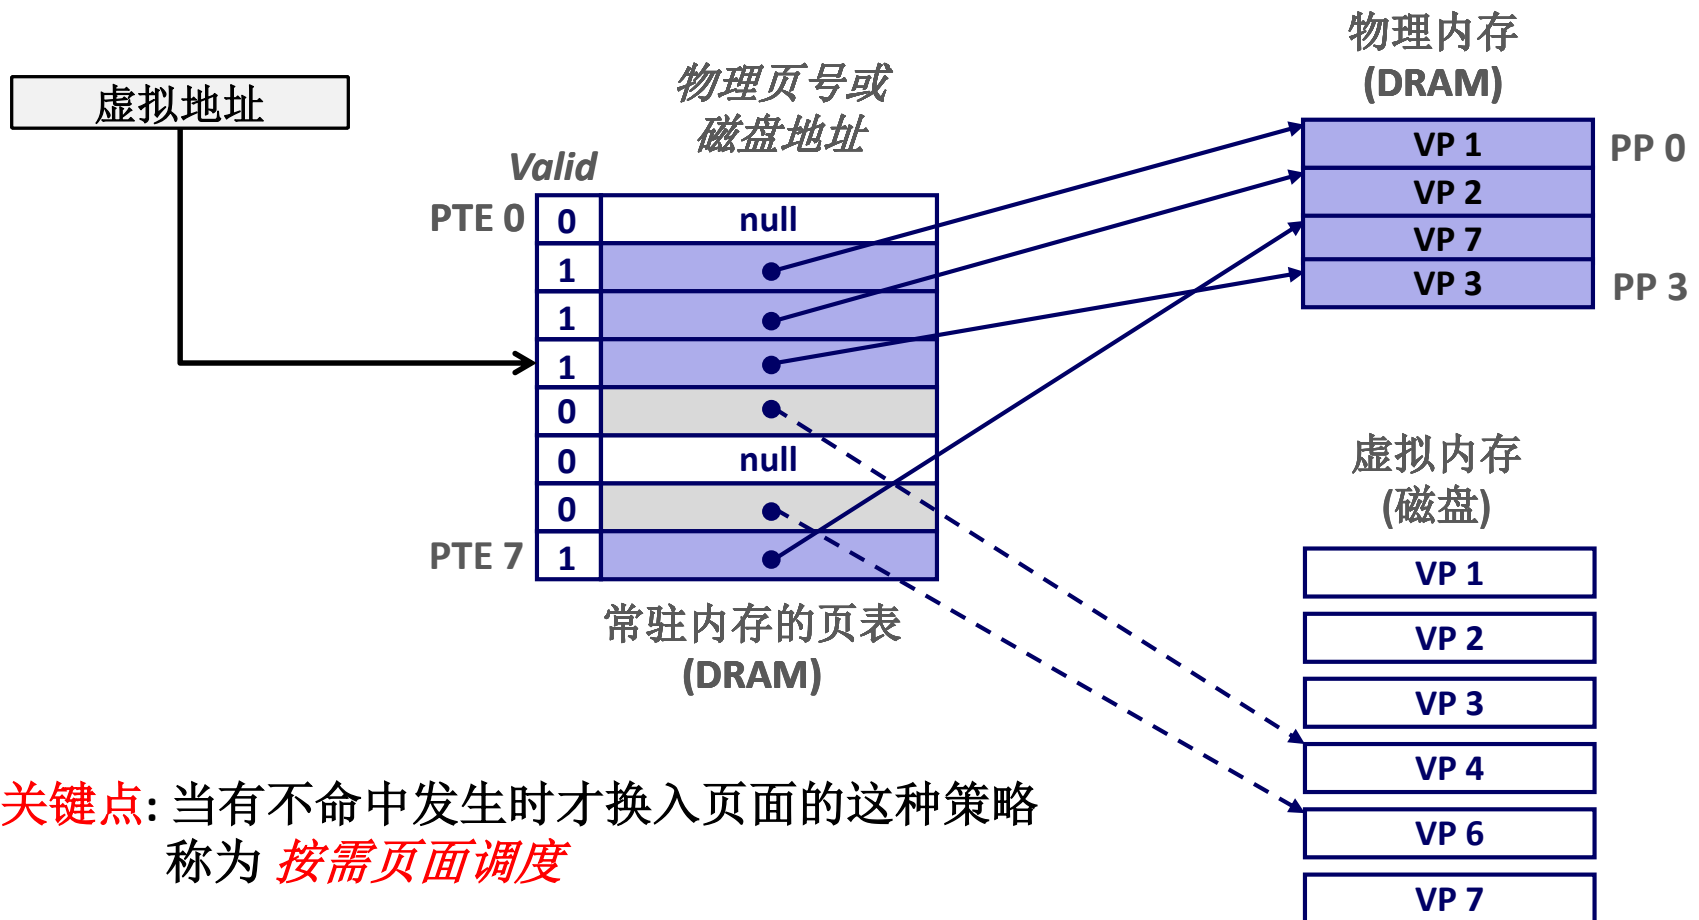 物理内存
(DRAM)
虚拟地址
物理页号或
磁盘地址
Valid
VP 1
PP 0
VP 2
VP 7
VP 3
PP 3
PTE 0
0
null
1
1
1
0
0
null
0
PTE 7
1
常驻内存的页表
(DRAM)
虚拟内存
(磁盘)
VP 1
VP 2
VP 3
VP 4
VP 6
VP 7
关键点: 当有不命中发生时才换入页面的这种策略
称为 按需页面调度